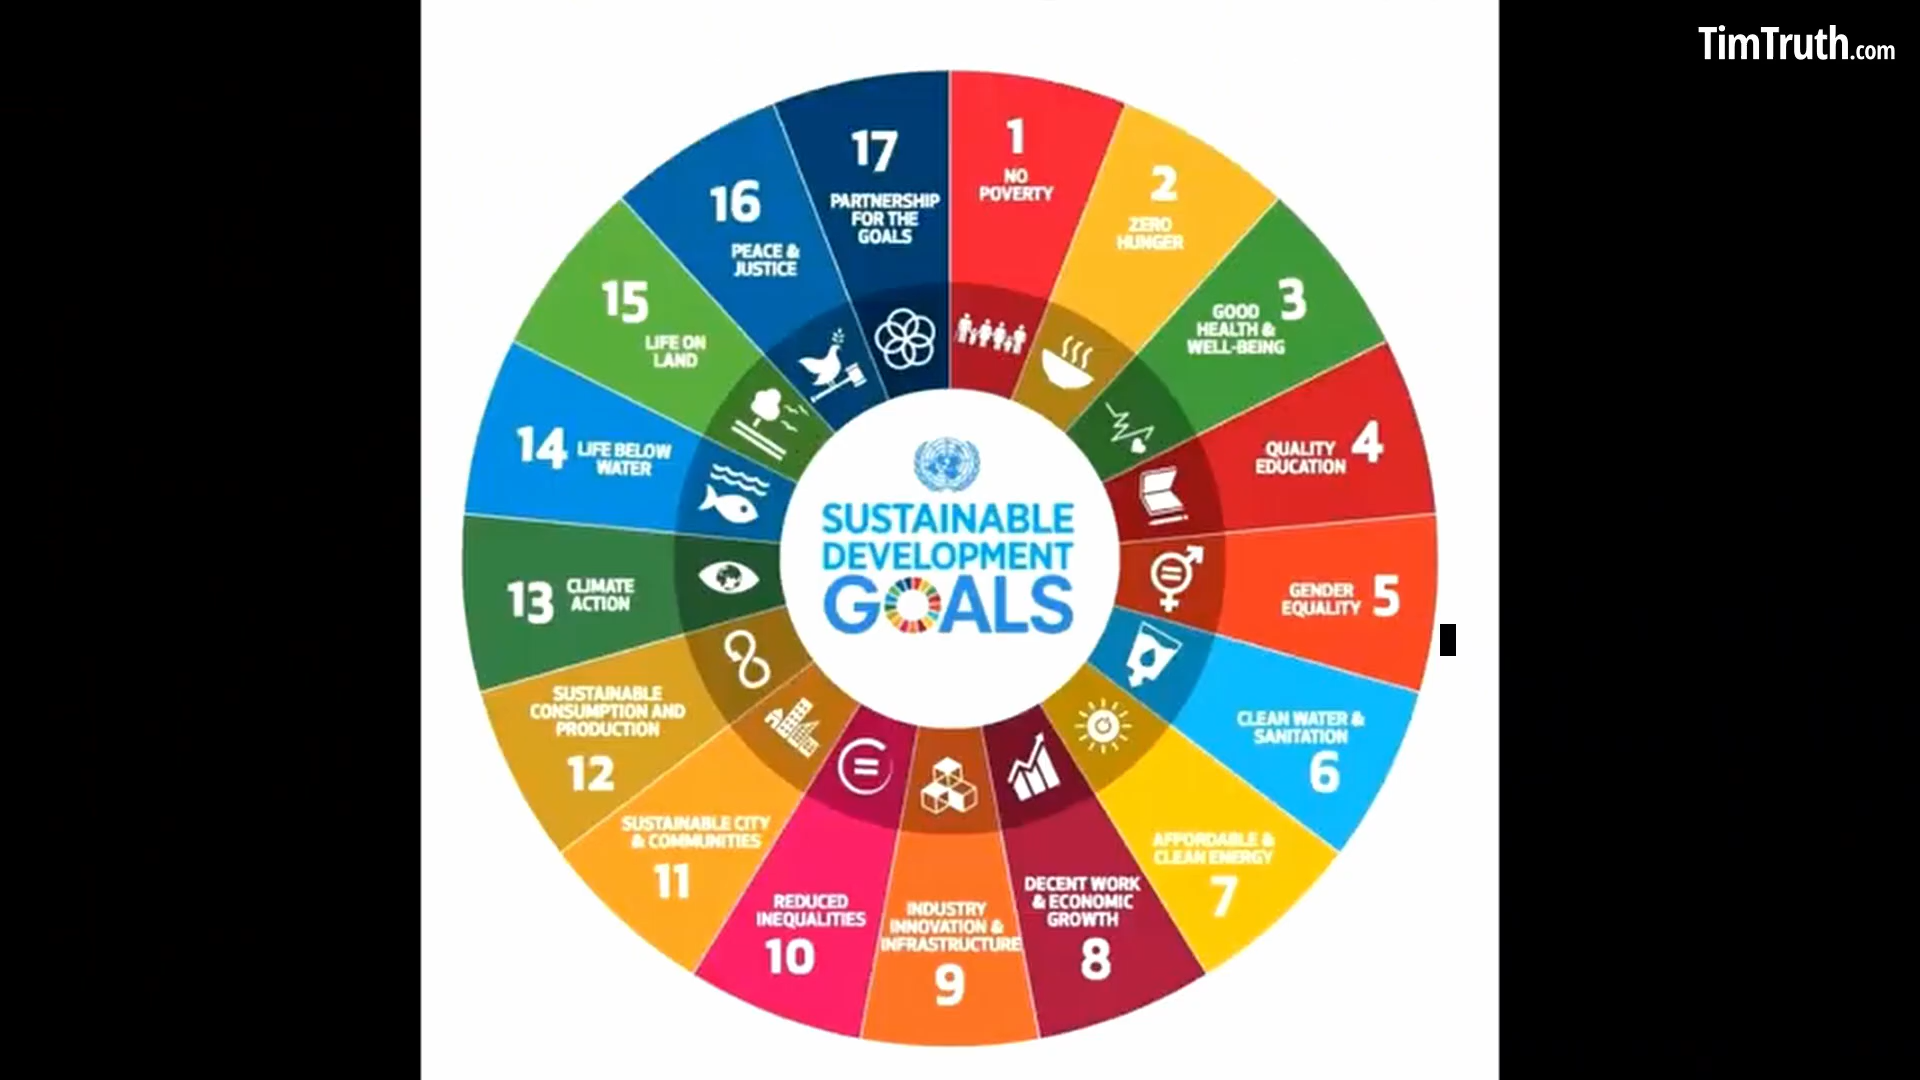 TimTruth.com
1
NO
POVERTY
2
ZERO
HUNGER
3
GOOD
HEALTH &
WELL-BEING
4
QUALITY
EDUCATION
5
GENDER
EQUALITY
6
CLEAN WATER &
SANITATION
7
AFFORDABLE &
CLEAN ENERGY
8
DECENT WORK
& ECONOMIC
GROWTH
9
INDUSTRY
INNOVATION &
INFRASTRUCTURE
10
REDUCED
INEQUALITIES
11
SUSTAINABLE CITY
& COMMUNITIES
12
SUSTAINABLE
CONSUMPTION AND
PRODUCTION
13
CLIMATE
ACTION
14
LIFE BELOW
WATER
15
LIFE ON
LAND
16
PEACE &
JUSTICE
17
PARTNERSHIP
FOR THE
GOALS
SUSTAINABLE
DEVELOPMENT
GOALS